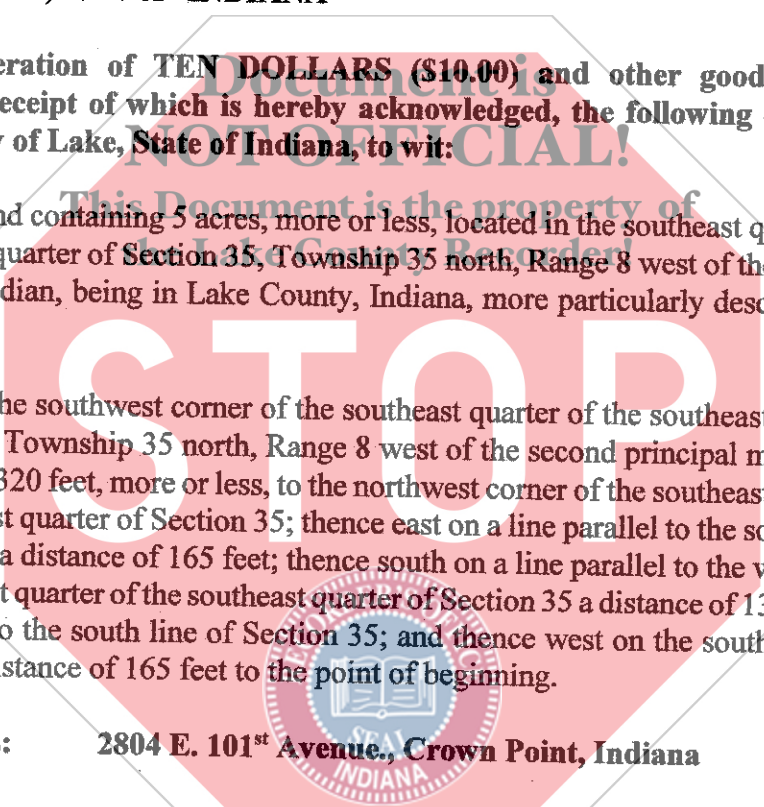 eration of TEN DOLLARS ($10.00) and other good
eceipt of which is hereby acknowledged, the following
y of Lake, State of Indiana, to wit:
Document is
NOT OFFICIAL!
This Document is the property of
the Lake County Recorder!
nd containing 5 acres, more or less, located in the southeast q
quarter of Section 35, Township 35 north, Range 8 west of th
dian, being in Lake County, Indiana, more particularly desc
STOP
he southwest corner of the southeast quarter of the southeast
Township 35 north, Range 8 west of the second principal m
320 feet, more or less, to the northwest corner of the southeas
st quarter of Section 35; thence east on a line parallel to the so
a distance of 165 feet; thence south on a line parallel to the w
t quarter of the southeast quarter of Section 35 a distance of 13
o the south line of Section 35; and thence west on the south
istance of 165 feet to the point of beginning.
: 2804 E. 101st Avenue., Crown Point, Indiana
SEAL
INDIANA